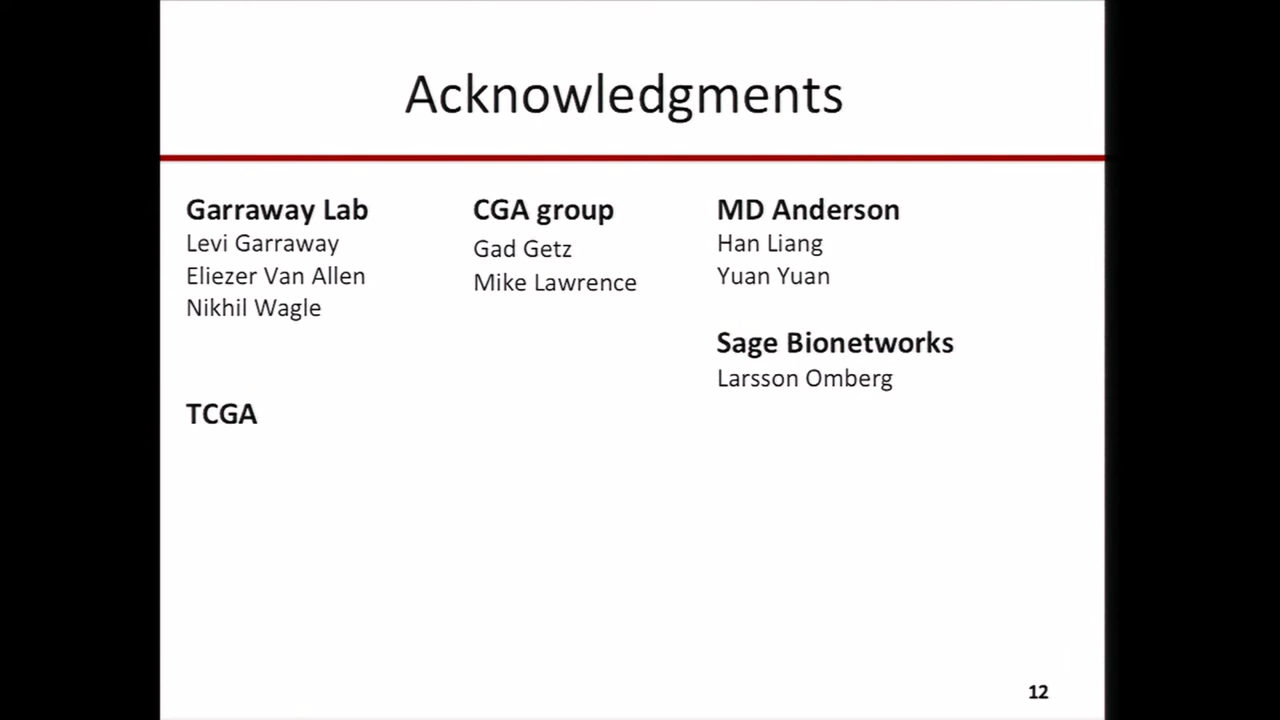 Acknowledgments
Garraway Lab
Levi Garraway
Eliezer Van Allen
Nikhil Wagle
TCGA
CGA group
Gad Getz
Mike Lawrence
MD Anderson
Han Liang
Yuan Yuan
Sage Bionetworks
Larsson Omberg
12